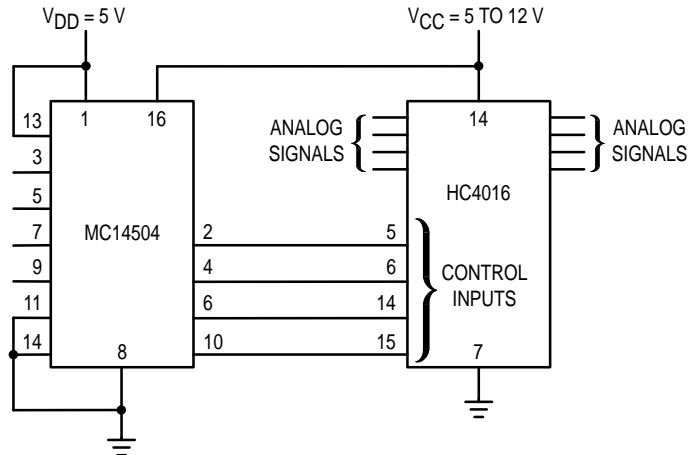 VDD = 5 V
VCC = 5 TO 12 V
13
1
16
14
ANALOG
SIGNALS
ANALOG
SIGNALS
3
5
HC4016
7
MC14504
2
5
9
4
6
CONTROL
INPUTS
11
6
14
14
8
10
15
7